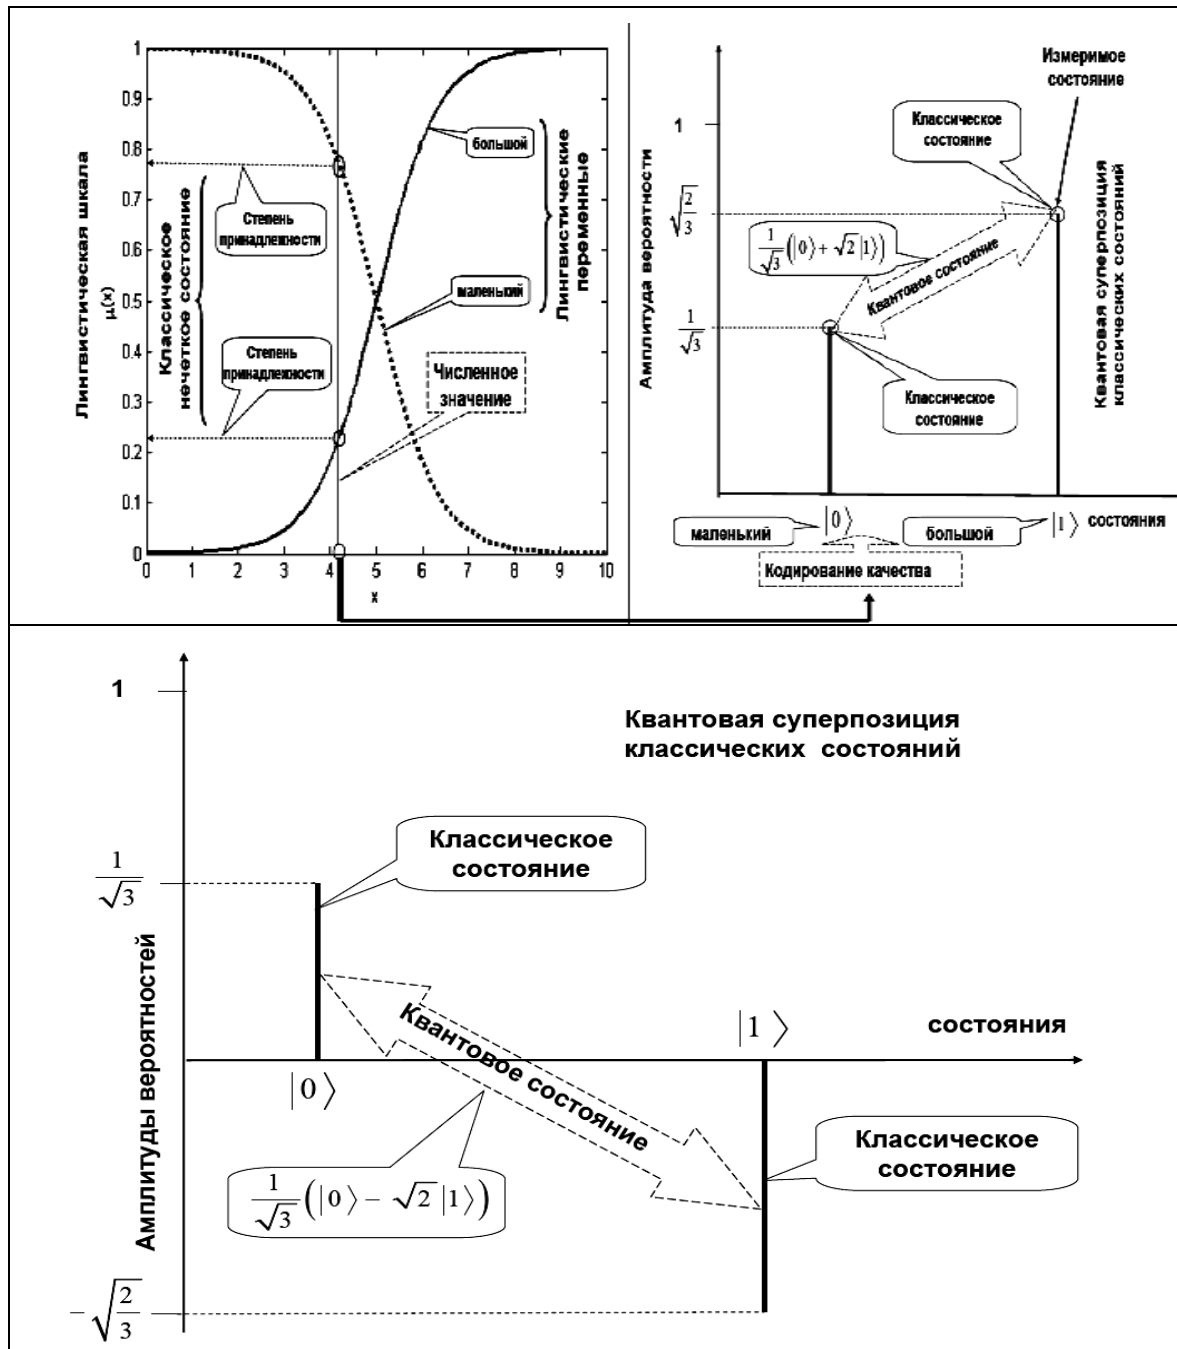 Лингвистическая шкала
Классическое
нечеткое состояние
μ(x)
1
0.9
0.8
0.7
0.6
0.5
0.4
0.3
0.2
0.1
0
0 1 2 3 4 5 6 7 8 9 10
x
большой
Степень
принадлежности
маленький
Степень
принадлежности
Численное
значение
Лингвистические
переменные
Амплитуда вероятности
1
√2/3
1/√3
Измеримое
состояние
Классическое
состояние
1/√3(|0⟩+ √2|1⟩)
Квантовое состояние
Классическое
состояние
Квантовая суперпозиция
классических состояний
маленький
|0⟩
большой
|1⟩ состояния
Кодирование качества
1
Квантовая суперпозиция
классических состояний
Классическое
состояние
1/√3
Амплитуды вероятностей
Квантовое состояние
|1⟩
состояния
|0⟩
Классическое
состояние
1/√3(|0⟩− √2|1⟩)
−√2/3